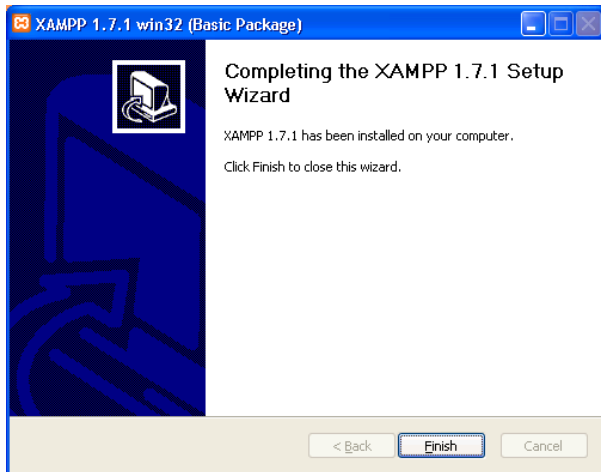 XAMPP 1.7.1 win32 (Basic Package)
Completing the XAMPP 1.7.1 Setup
Wizard
XAMPP 1.7.1 has been installed on your computer.
Click Finish to close this wizard.
< Back
Finish
Cancel